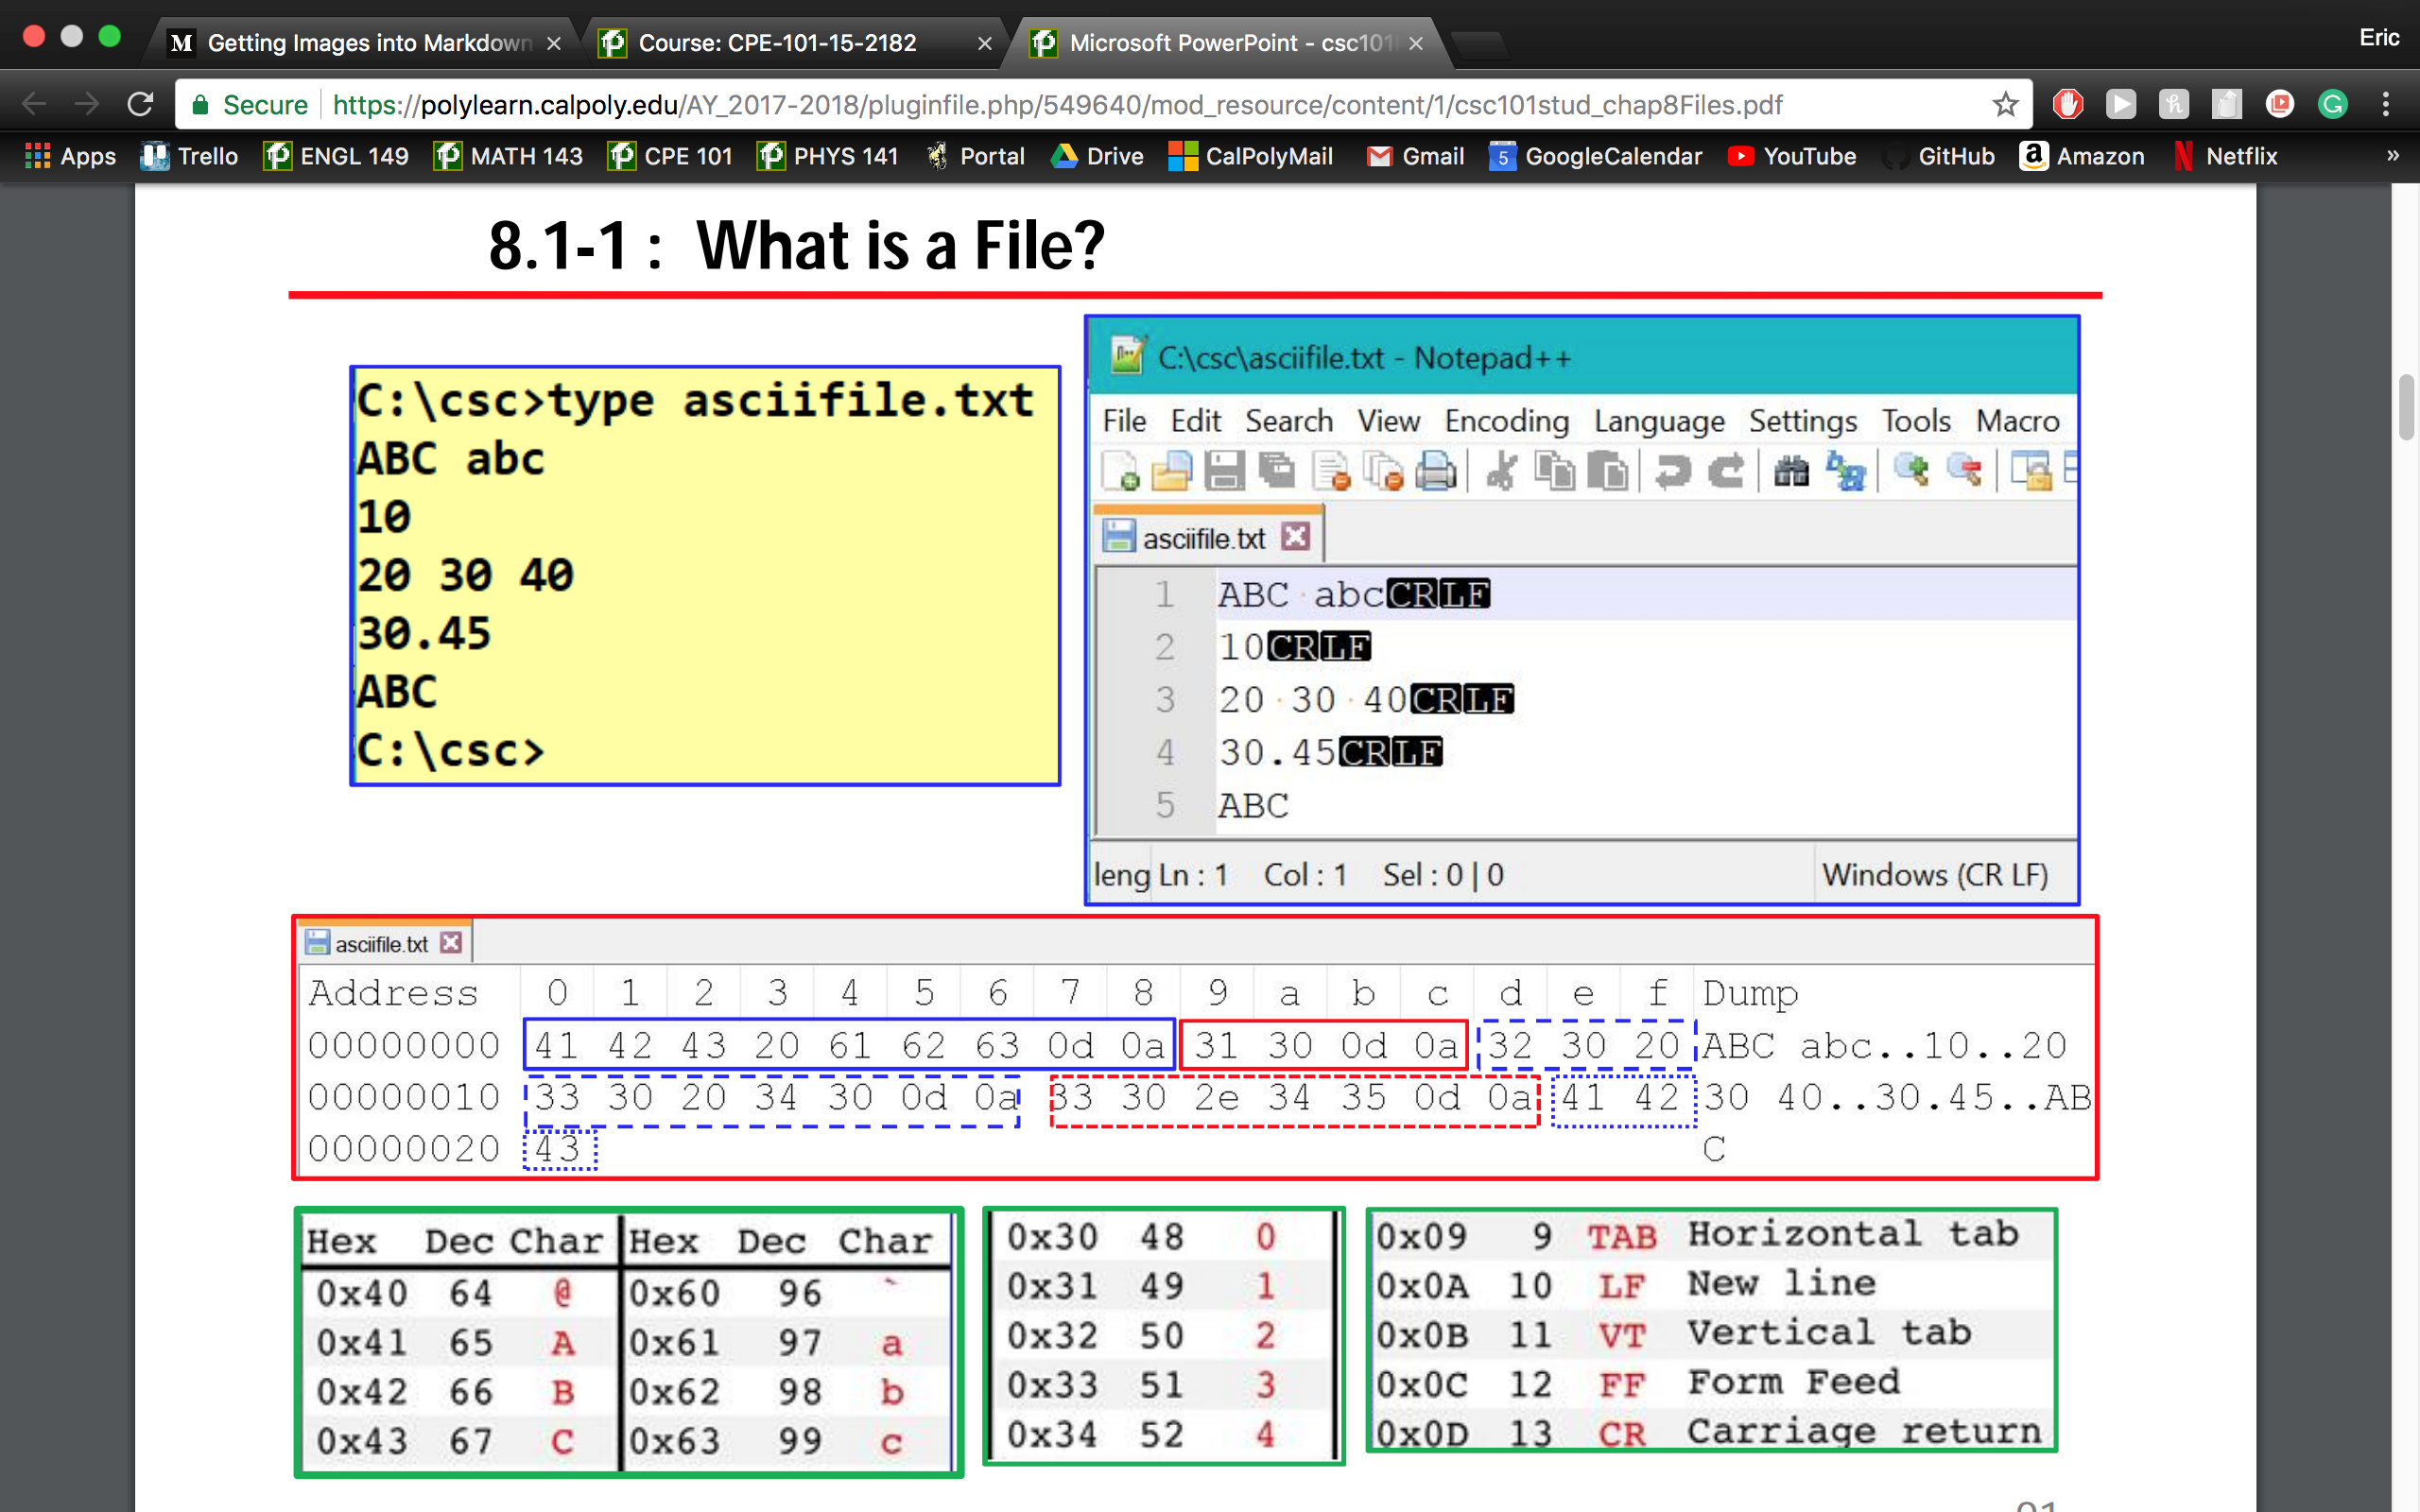 Getting Images into Markdown
Course: CPE-101-15-2182
Microsoft PowerPoint - csc101
Eric
Secure https://polylearn.calpoly.edu/AY_2017-2018/pluginfile.php/549640/mod_resource/content/1/csc101stud_chap8Files.pdf
Apps Trello ENGL 149 MATH 143 CPE 101 PHYS 141 Portal Drive CalPolyMail Gmail 5 GoogleCalendar YouTube GitHub Amazon Netflix »
8.1-1 : What is a File?
C:\csc>type asciifile.txt
ABC abc
10
20 30 40
30.45
ABC
C:\csc>
C:\csc\asciifile.txt - Notepad++
File Edit Search View Encoding Language Settings Tools Macro
asciifile.txt
1 ABC·abcCRLF
2 10CRLF
3 20·30·40CRLF
4 30.45CRLF
5 ABC
leng Ln : 1 Col : 1 Sel : 0 | 0 Windows (CR LF)
asciifile.txt
Address 0 1 2 3 4 5 6 7 8 9 a b c d e f Dump
00000000 41 42 43 20 61 62 63 0d 0a 31 30 0d 0a 32 30 20 ABC abc..10..20
00000010 33 30 20 34 30 0d 0a 33 30 2e 34 35 0d 0a 41 42 30 40..30.45..AB
00000020 43 C
Hex Dec Char Hex Dec Char
0x40 64 @ 0x60 96 `
0x41 65 A 0x61 97 a
0x42 66 B 0x62 98 b
0x43 67 C 0x63 99 c
0x30 48 0
0x31 49 1
0x32 50 2
0x33 51 3
0x34 52 4
0x09 9 TAB Horizontal tab
0x0A 10 LF New line
0x0B 11 VT Vertical tab
0x0C 12 FF Form Feed
0x0D 13 CR Carriage return